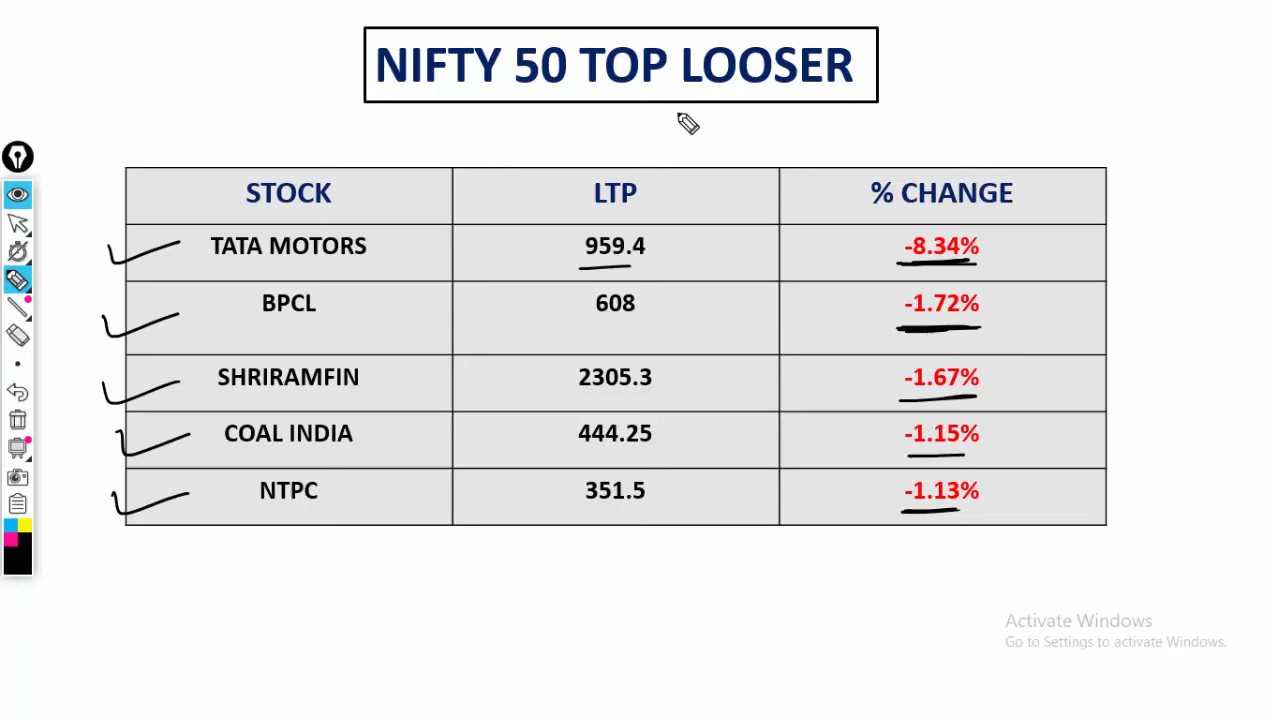 NIFTY 50 TOP LOOSER
STOCK LTP % CHANGE
TATA MOTORS 959.4 -8.34%
BPCL 608 -1.72%
SHRIRAMFIN 2305.3 -1.67%
COAL INDIA 444.25 -1.15%
NTPC 351.5 -1.13%
Activate Windows
Go to Settings to activate Windows.